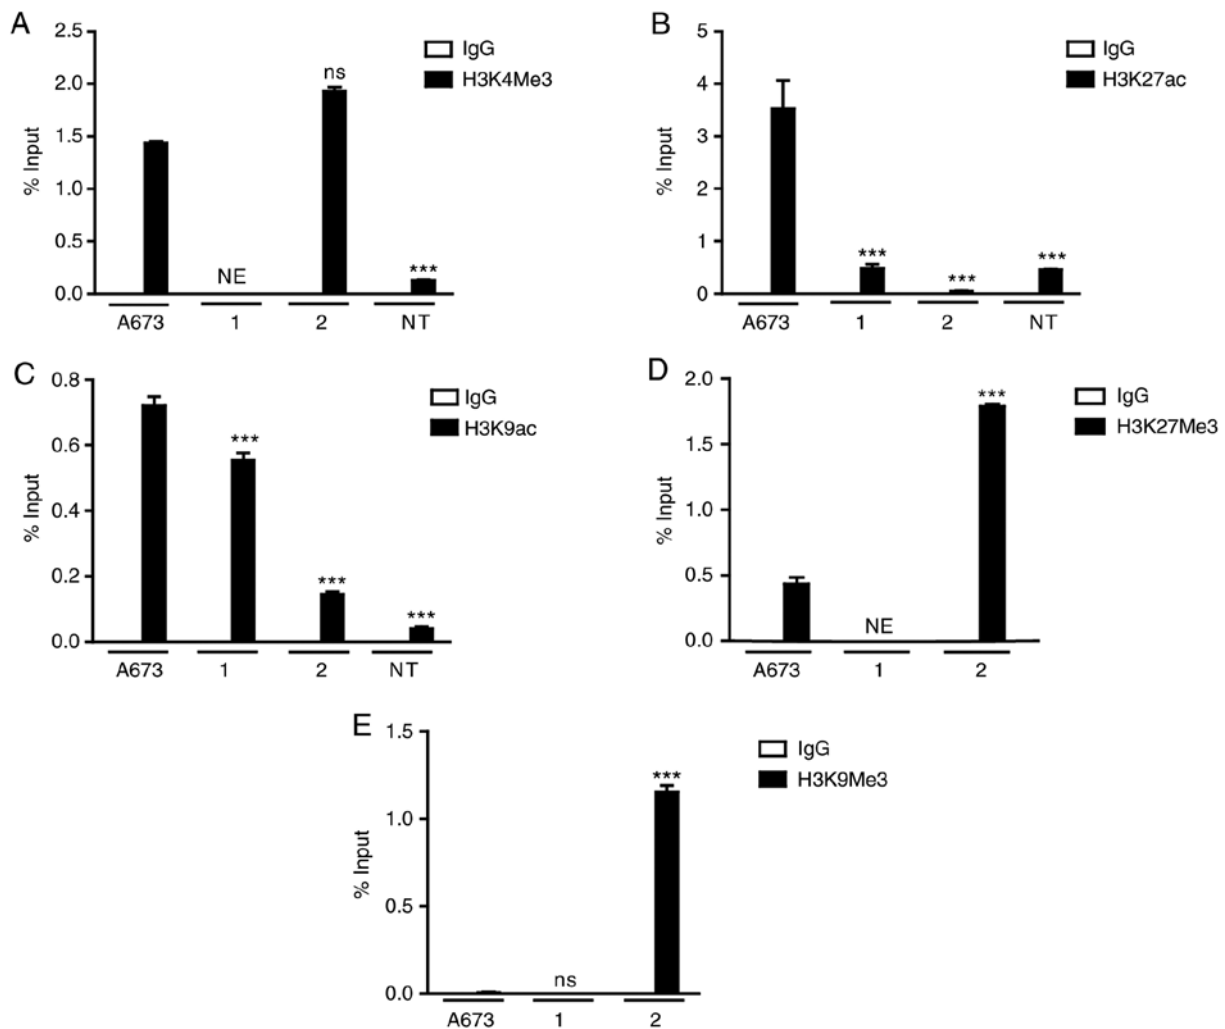 A
2.5
2.0
1.5
1.0
0.5
0.0
% Input
ns
NE
***
IgG
H3K4Me3
A673 1 2 NT
B
5
4
3
2
1
0
% Input
***
***
***
IgG
H3K27ac
A673 1 2 NT
C
0.8
0.6
0.4
0.2
0.0
% Input
***
***
***
IgG
H3K9ac
A673 1 2 NT
D
2.0
1.5
1.0
0.5
0.0
% Input
NE
***
IgG
H3K27Me3
A673 1 2
E
1.5
1.0
0.5
0.0
% Input
ns
***
IgG
H3K9Me3
A673 1 2